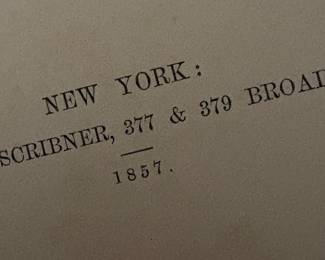 NEW YORK:
SCRIBNER, 377 & 379 BROAD
1857.